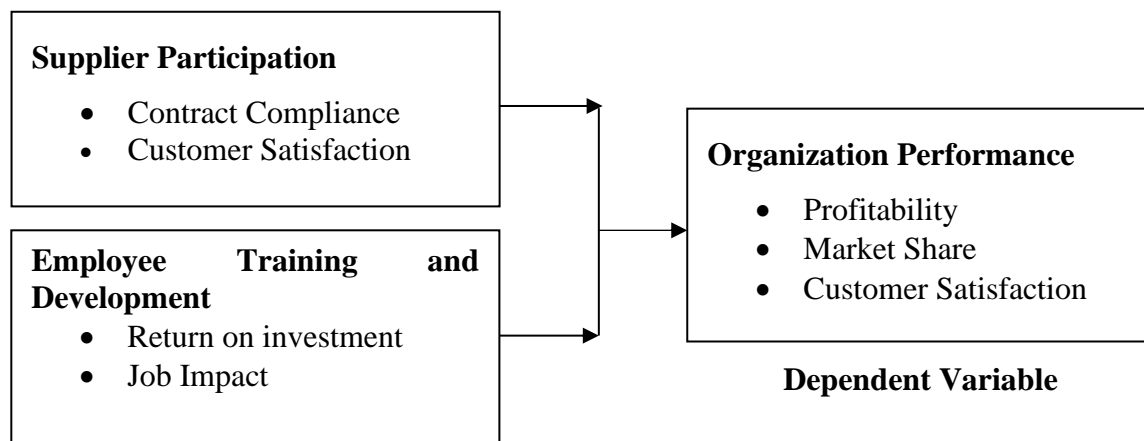 Supplier Participation
• Contract Compliance
• Customer Satisfaction
Employee Training and
Development
• Return on investment
• Job Impact
Organization Performance
• Profitability
• Market Share
• Customer Satisfaction
Dependent Variable